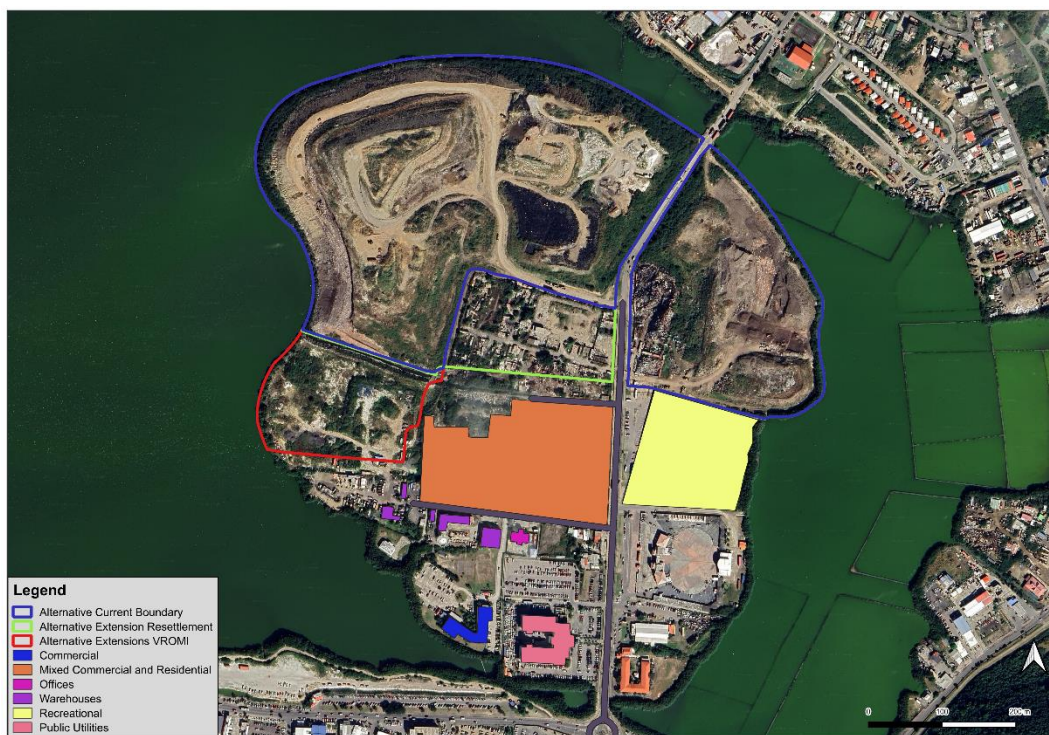 Legend
Alternative Current Boundary
Alternative Extension Resettlement
Alternative Extensions VROMI
Commercial
Mixed Commercial and Residential
Offices
Warehouses
Recreational
Public Utilities
0 100 200 m